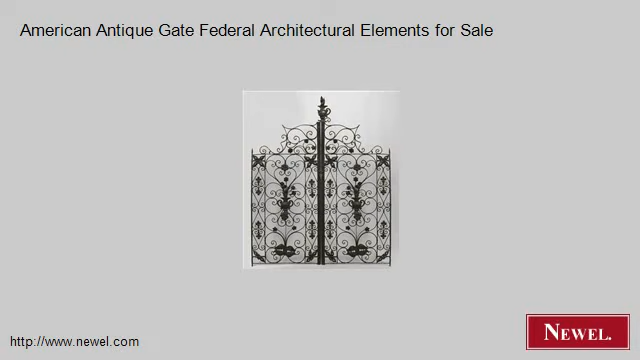 American Antique Gate Federal Architectural Elements for Sale
http://www.newel.com
NEWEL.